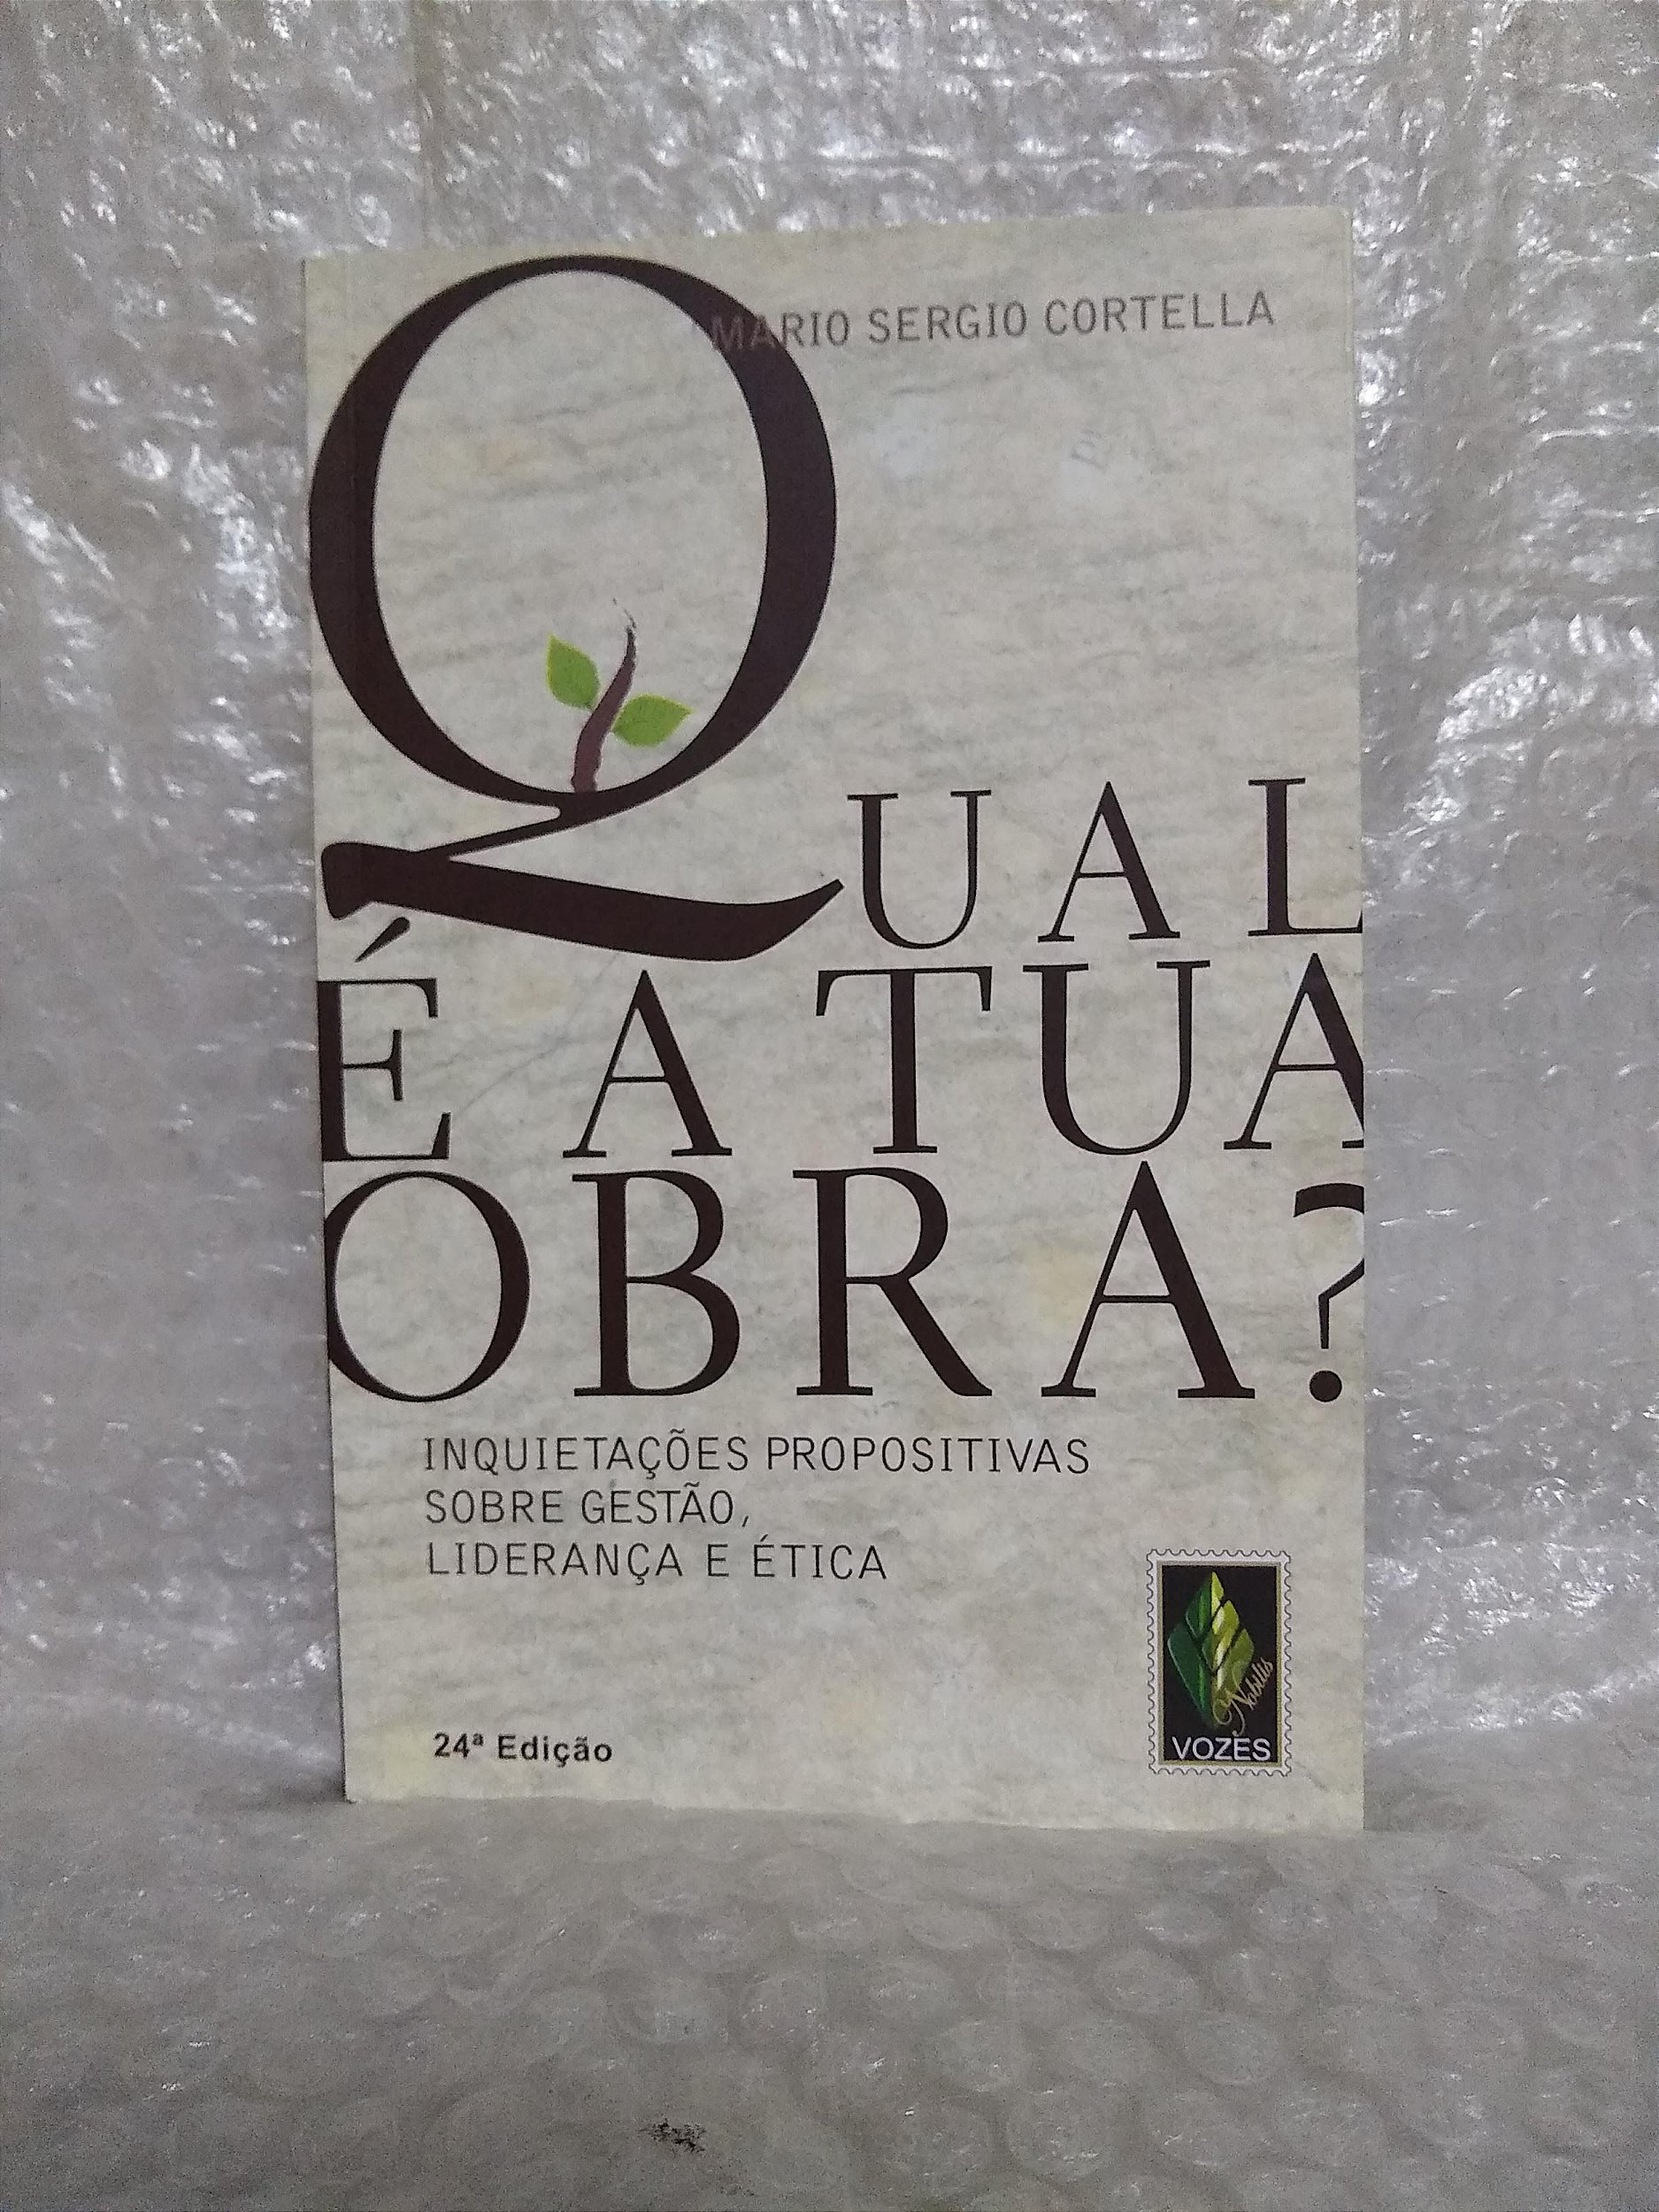 MARIO SERGIO CORTELLA
QUAL
É A TUA
OBRA?
INQUIETAÇÕES PROPOSITIVAS
SOBRE GESTÃO,
LIDERANÇA E ÉTICA
Nobilis
VOZES
24ª Edição